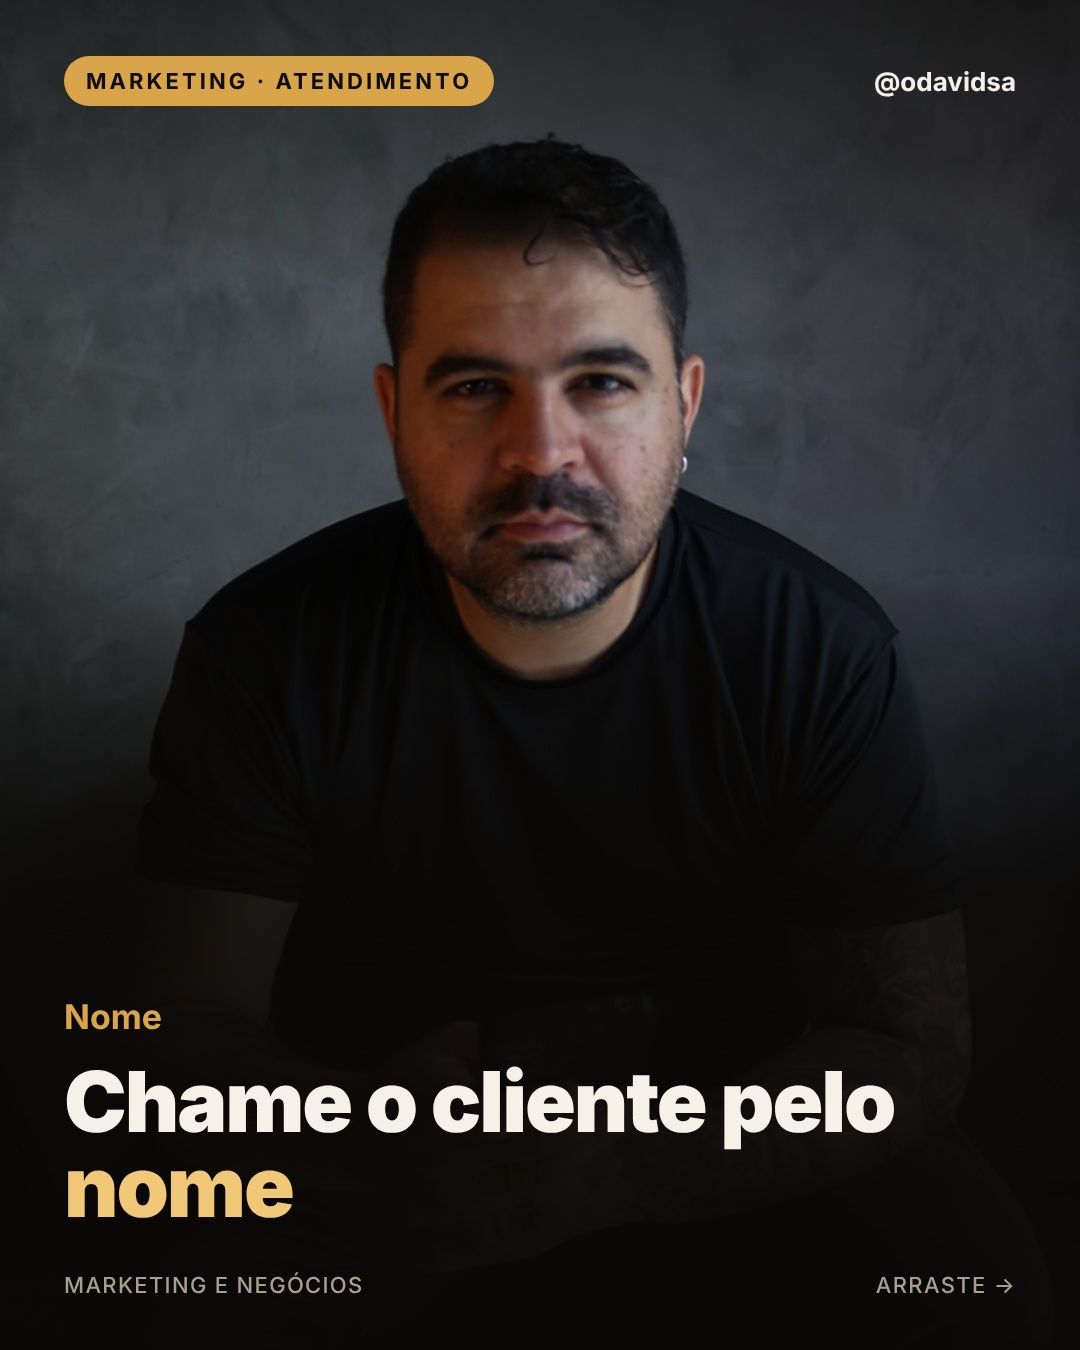 MARKETING · ATENDIMENTO
@odavidsa
Nome
Chame o cliente pelo
nome
MARKETING E NEGÓCIOS
ARRASTE →